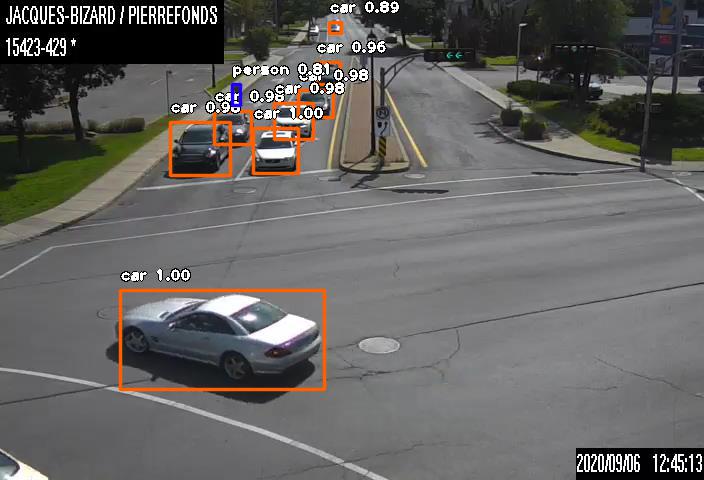 JACQUES-BIZARD / PIERREFONDS
15423-429 *
car 0.89
car 0.96
person 0.81
car 0.98
car 0.98
car 0.98
car 0.98
car 1.00
car 1.00
2020/09/06 12:45:13